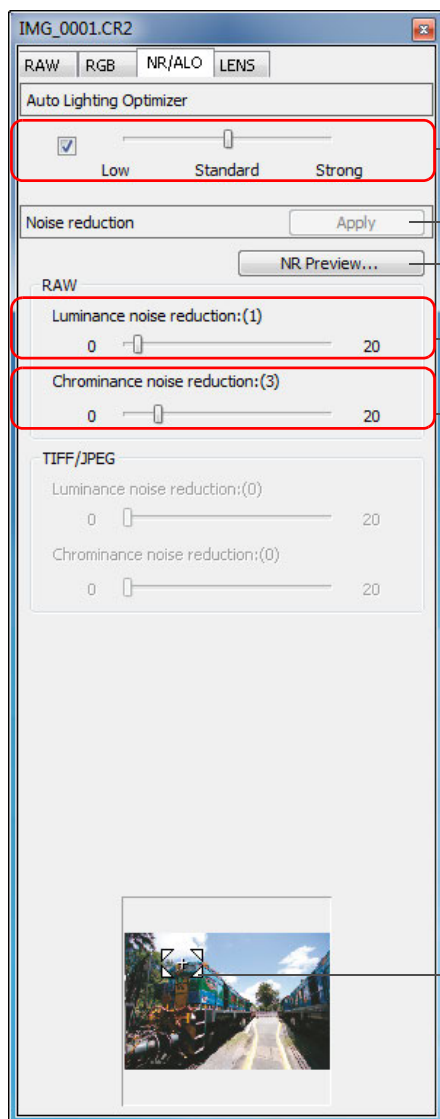 IMG_0001.CR2
RAW RGB NR/ALO LENS
Auto Lighting Optimizer
Low Standard Strong
Noise reduction Apply
NR Preview...
RAW
Luminance noise reduction:(1)
0 20
Chrominance noise reduction:(3)
0 20
TIFF/JPEG
Luminance noise reduction:(0)
0 20
Chrominance noise reduction:(0)
0 20